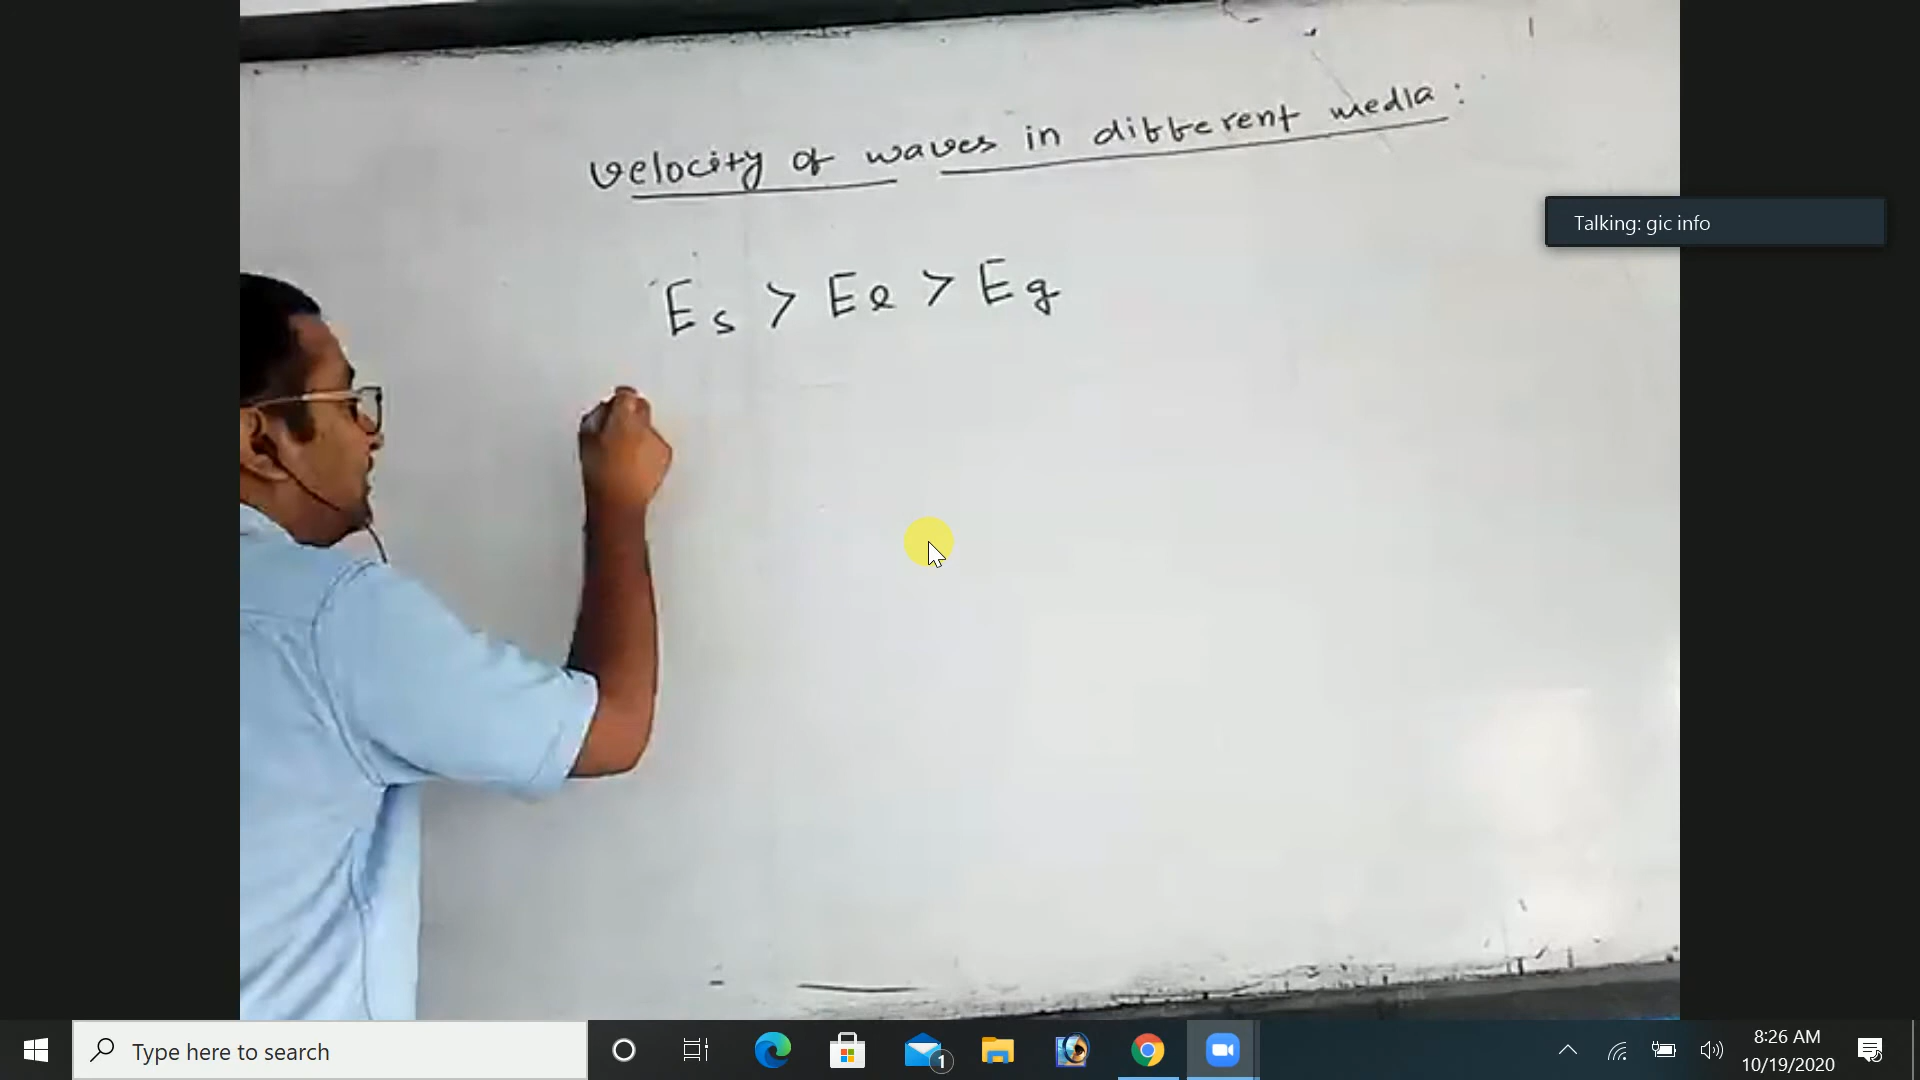 velocity of waves in different media:
Talking: gic info
Es > El > Eg
Type here to search
1
8:26 AM
10/19/2020